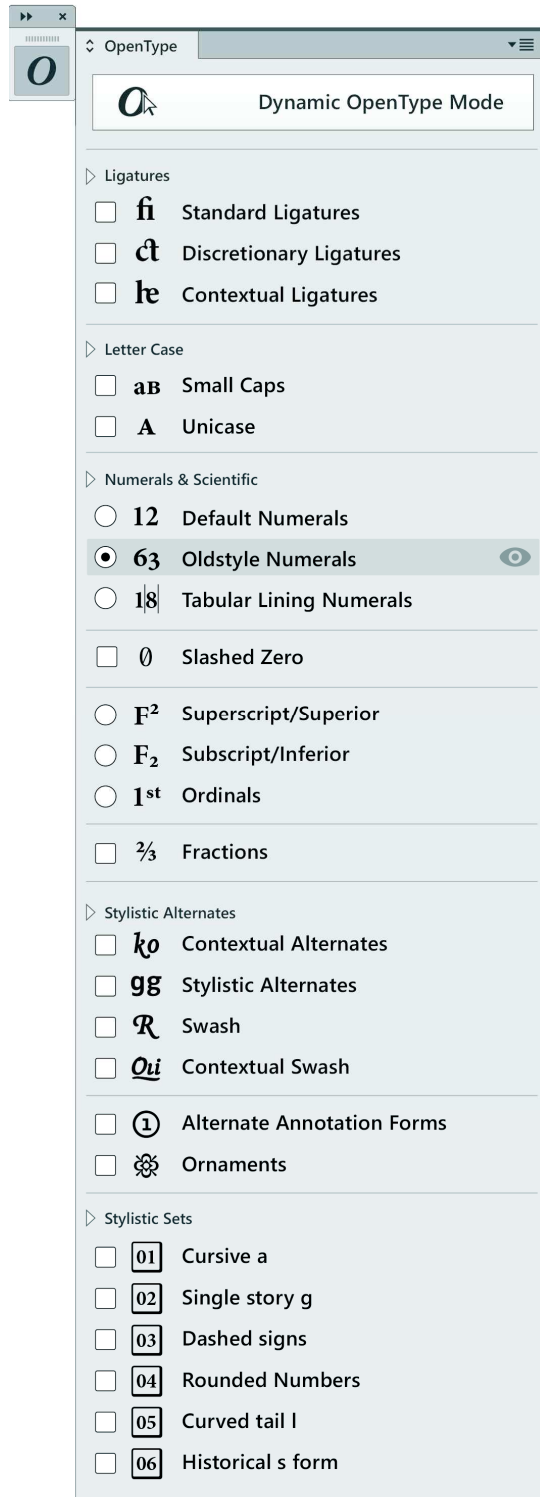 OpenType
O
O Dynamic OpenType Mode
Ligatures
fi Standard Ligatures
ct Discretionary Ligatures
he Contextual Ligatures
Letter Case
aʙ Small Caps
A Unicase
Numerals & Scientific
12 Default Numerals
63 Oldstyle Numerals
18 Tabular Lining Numerals
0 Slashed Zero
F² Superscript/Superior
F₂ Subscript/Inferior
1st Ordinals
⅔ Fractions
Stylistic Alternates
ko Contextual Alternates
gg Stylistic Alternates
R Swash
Qui Contextual Swash
① Alternate Annotation Forms
Ornaments
Stylistic Sets
01 Cursive a
02 Single story g
03 Dashed signs
04 Rounded Numbers
05 Curved tail l
06 Historical s form